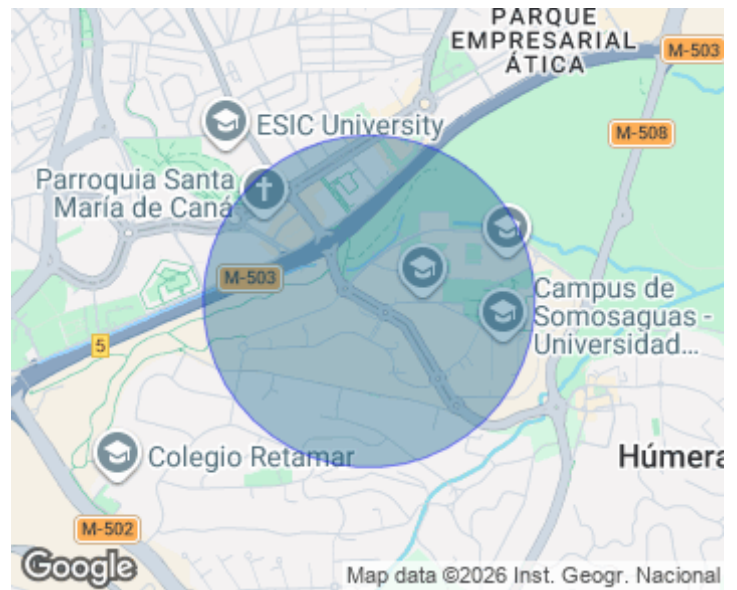 PARQUE
EMPRESARIAL
ÁTICA
M-503
ESIC University
M-508
Parroquia Santa
María de Caná
M-503
Campus de
Somosaguas -
Universidad...
5
Colegio Retamar
Húmera
M-502
Google
Map data ©2026 Inst. Geogr. Nacional